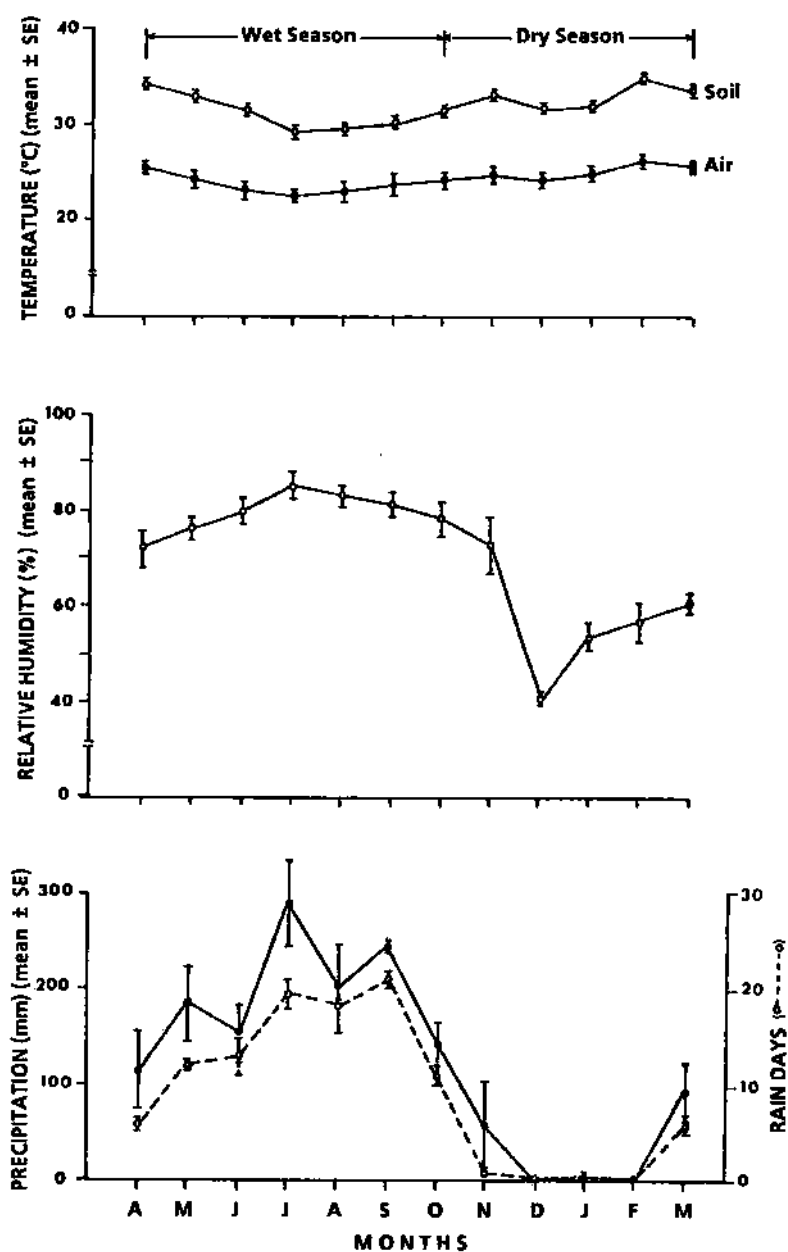 Wet Season Dry Season
40
30
20
0
TEMPERATURE (°C) (mean ± SE)
Soil
Air
100
80
60
40
0
RELATIVE HUMIDITY (%) (mean ± SE)
300
200
100
0
PRECIPITATION (mm) (mean ± SE)
30
20
10
0
RAIN DAYS
A M J J A S O N D J F M
MONTHS